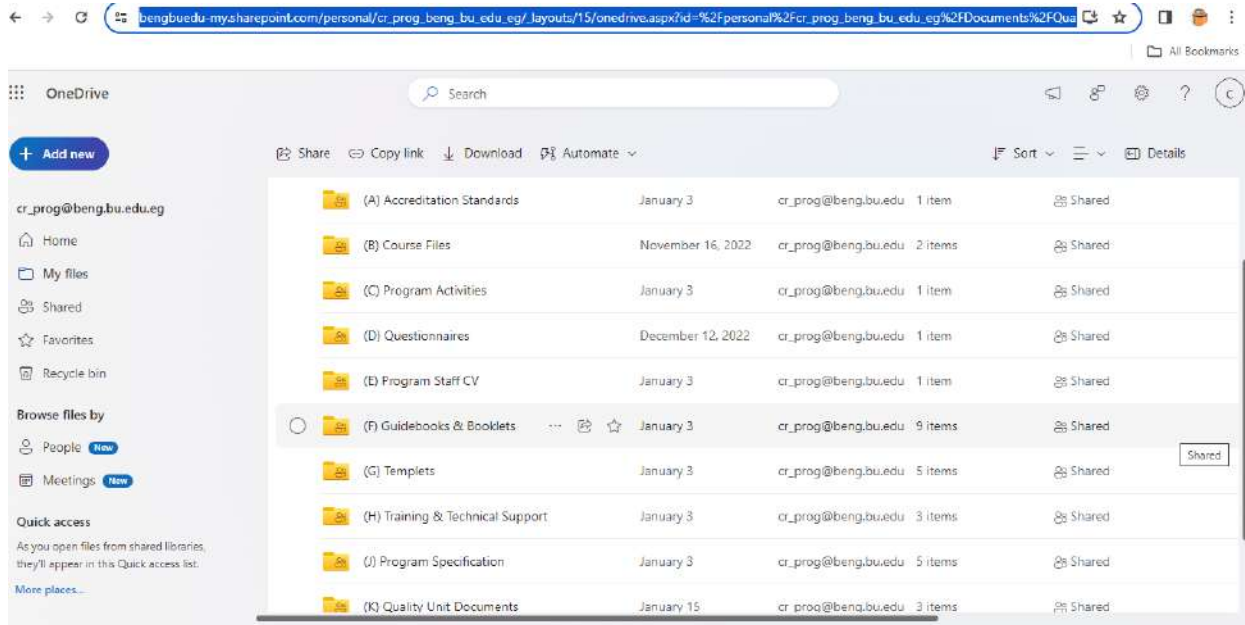 bengbuedu-my.sharepoint.com/personal/cr_prog_beng_bu_edu_eg/_layouts/15/onedrive.aspx?id=%2Fpersonal%2Fcr_prog_beng_bu_edu_eg%2FDocuments%2FQua
All Bookmarks
OneDrive
Search
? C
+ Add new
Share Copy link Download Automate
Sort Details
cr_prog@beng.bu.edu.eg
Home
My files
Shared
Favorites
Recycle bin
Browse files by
People New
Meetings New
Quick access
As you open files from shared libraries,
they'll appear in this Quick access list.
More places...
(A) Accreditation Standards January 3 cr_prog@beng.bu.edu 1 item Shared
(B) Course Files November 16, 2022 cr_prog@beng.bu.edu 2 items Shared
(C) Program Activities January 3 cr_prog@beng.bu.edu 1 item Shared
(D) Questionnaires December 12, 2022 cr_prog@beng.bu.edu 1 item Shared
(E) Program Staff CV January 3 cr_prog@beng.bu.edu 1 item Shared
(F) Guidebooks & Booklets ... January 3 cr_prog@beng.bu.edu 9 items Shared
Shared
(G) Templets January 3 cr_prog@beng.bu.edu 5 items Shared
(H) Training & Technical Support January 3 cr_prog@beng.bu.edu 3 items Shared
(J) Program Specification January 3 cr_prog@beng.bu.edu 5 items Shared
(K) Quality Unit Documents January 15 cr_prog@beng.bu.edu 3 items Shared